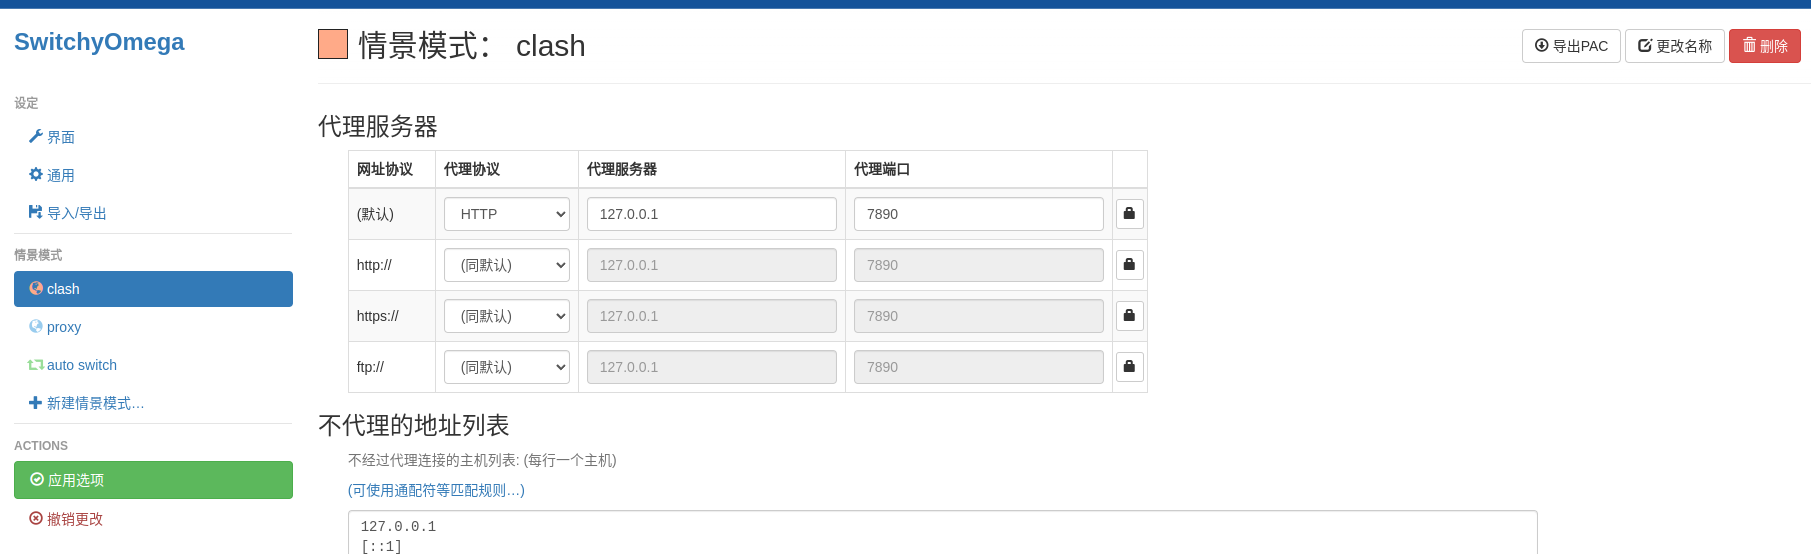 SwitchyOmega
设定
界面
通用
导入/导出
情景模式
clash
proxy
auto switch
新建情景模式…
ACTIONS
应用选项
撤销更改
情景模式： clash
导出PAC 更改名称 删除
代理服务器
网址协议 代理协议 代理服务器 代理端口
(默认) HTTP 127.0.0.1 7890
http:// (同默认) 127.0.0.1 7890
https:// (同默认) 127.0.0.1 7890
ftp:// (同默认) 127.0.0.1 7890
不代理的地址列表
不经过代理连接的主机列表: (每行一个主机)
(可使用通配符等匹配规则…)
127.0.0.1
[::1]